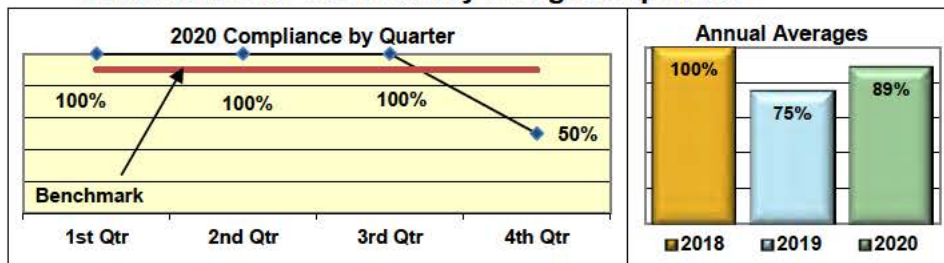 2020 Compliance by Quarter
100%
100%
100%
50%
Benchmark
1st Qtr
2nd Qtr
3rd Qtr
4th Qtr
Annual Averages
100%
75%
89%
2018
2019
2020